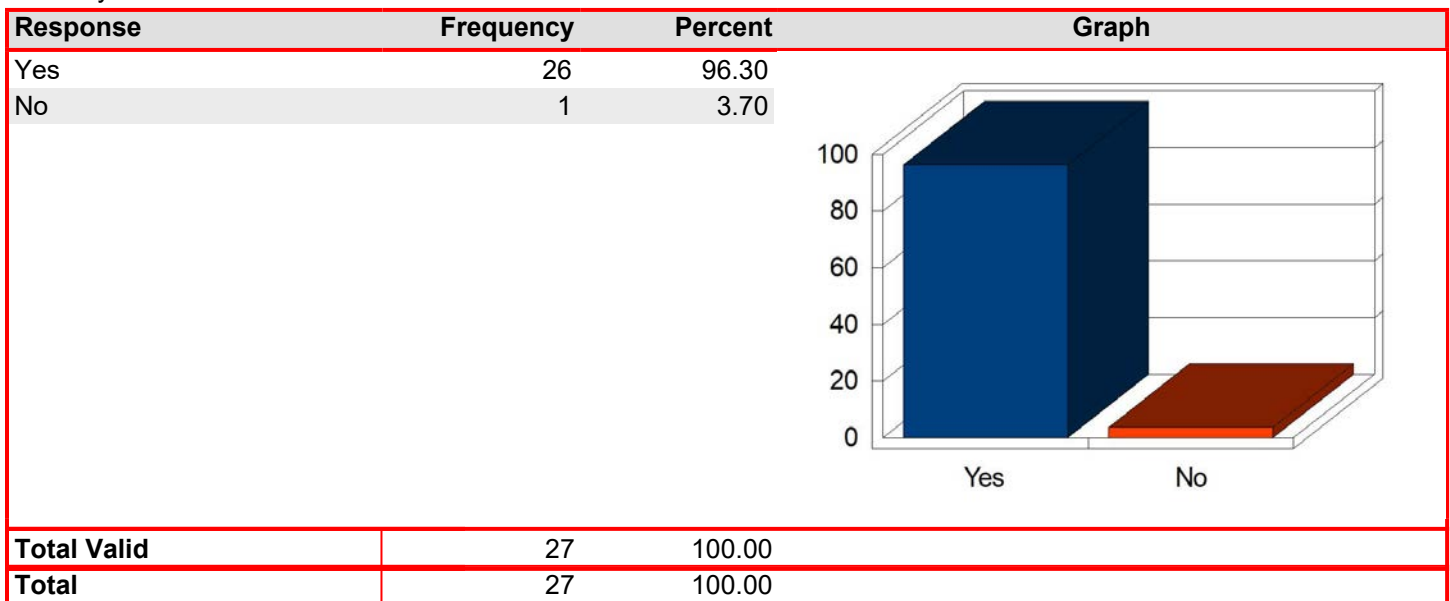 Response Frequency Percent Graph
Yes 26 96.30
No 1 3.70
100
80
60
40
20
0
Yes No
Total Valid 27 100.00
Total 27 100.00